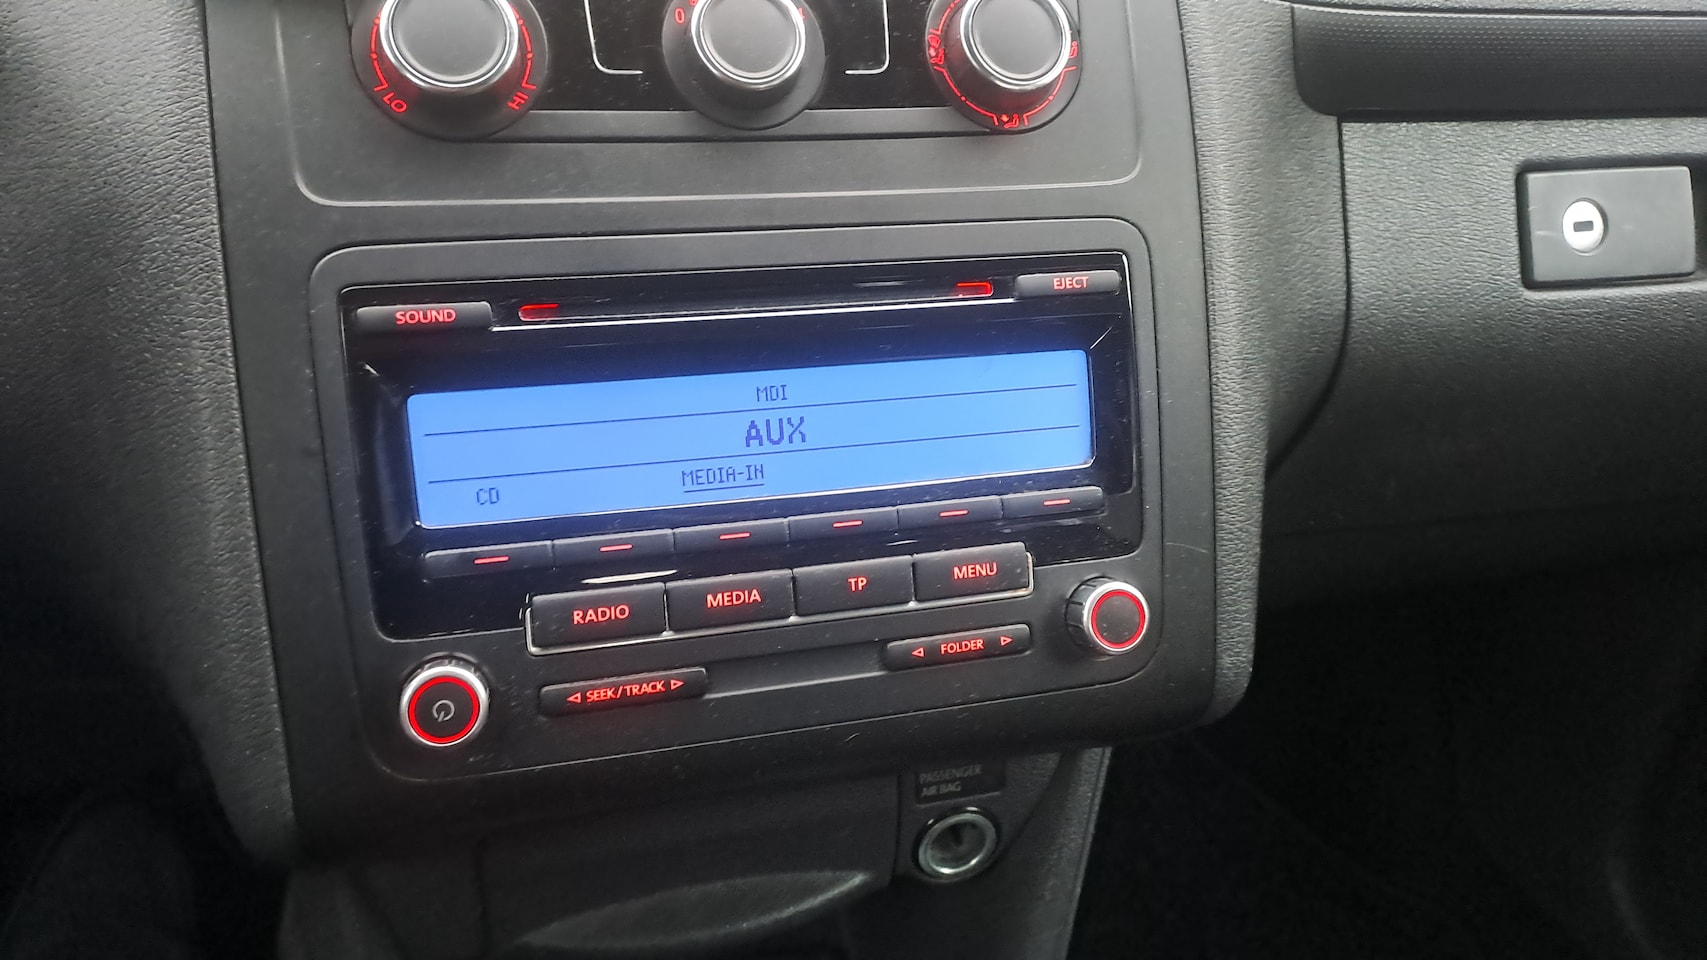 LO
HI
0
SOUND
EJECT
MDI
AUX
CD MEDIA-IN
RADIO MEDIA TP MENU
SEEK/TRACK
FOLDER
PASSENGER
AIR BAG